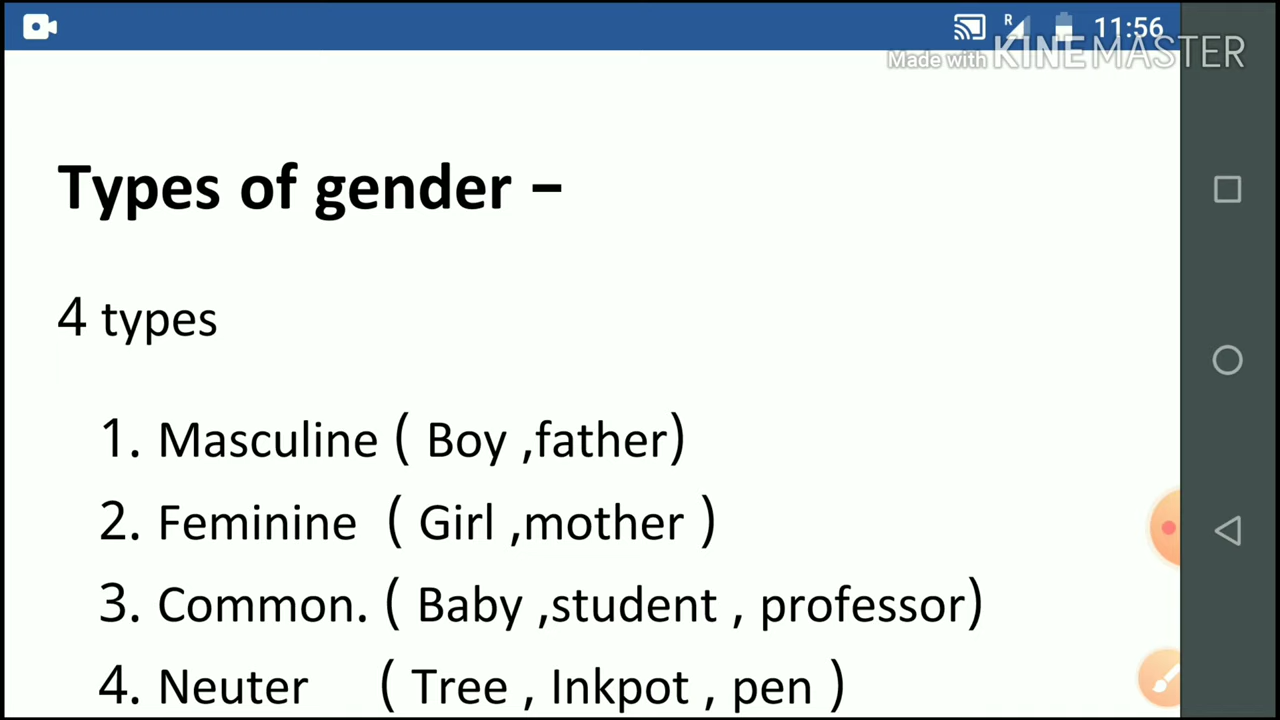 R 11:56
Made with KINEMASTER
Types of gender –
4 types
1. Masculine ( Boy ,father)
2. Feminine ( Girl ,mother )
3. Common. ( Baby ,student , professor)
4. Neuter ( Tree , Inkpot , pen )